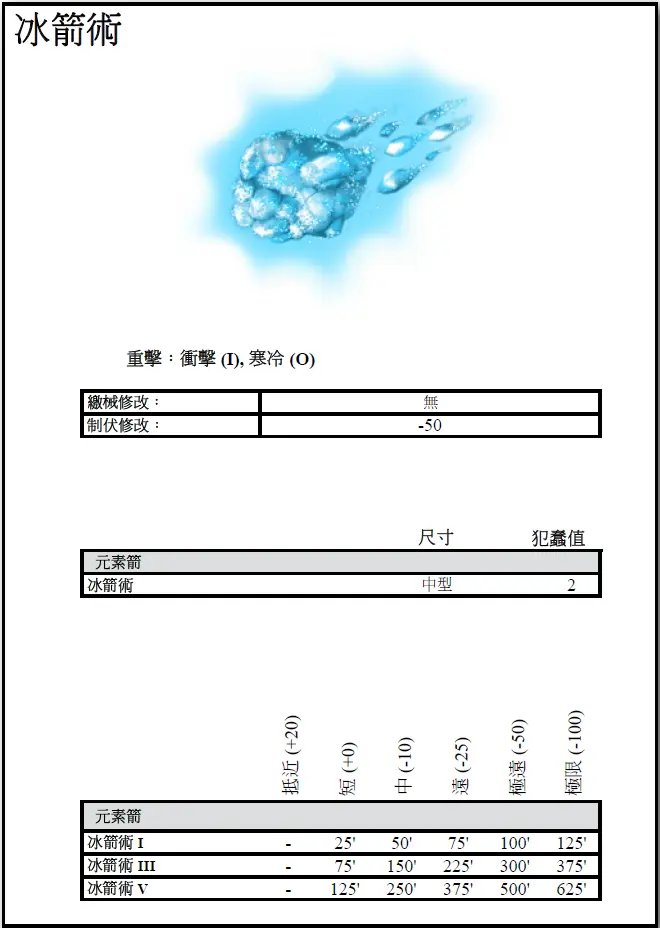 冰箭術
重擊：衝擊 (I), 寒冷 (O)
繳械修改： 無
制伏修改： -50
尺寸 犯蠢值
元素箭
冰箭術 中型 2
抵近 (+20) 短 (+0) 中 (-10) 遠 (-25) 極遠 (-50) 極限 (-100)
元素箭
冰箭術 I - 25' 50' 75' 100' 125'
冰箭術 III - 75' 150' 225' 300' 375'
冰箭術 V - 125' 250' 375' 500' 625'